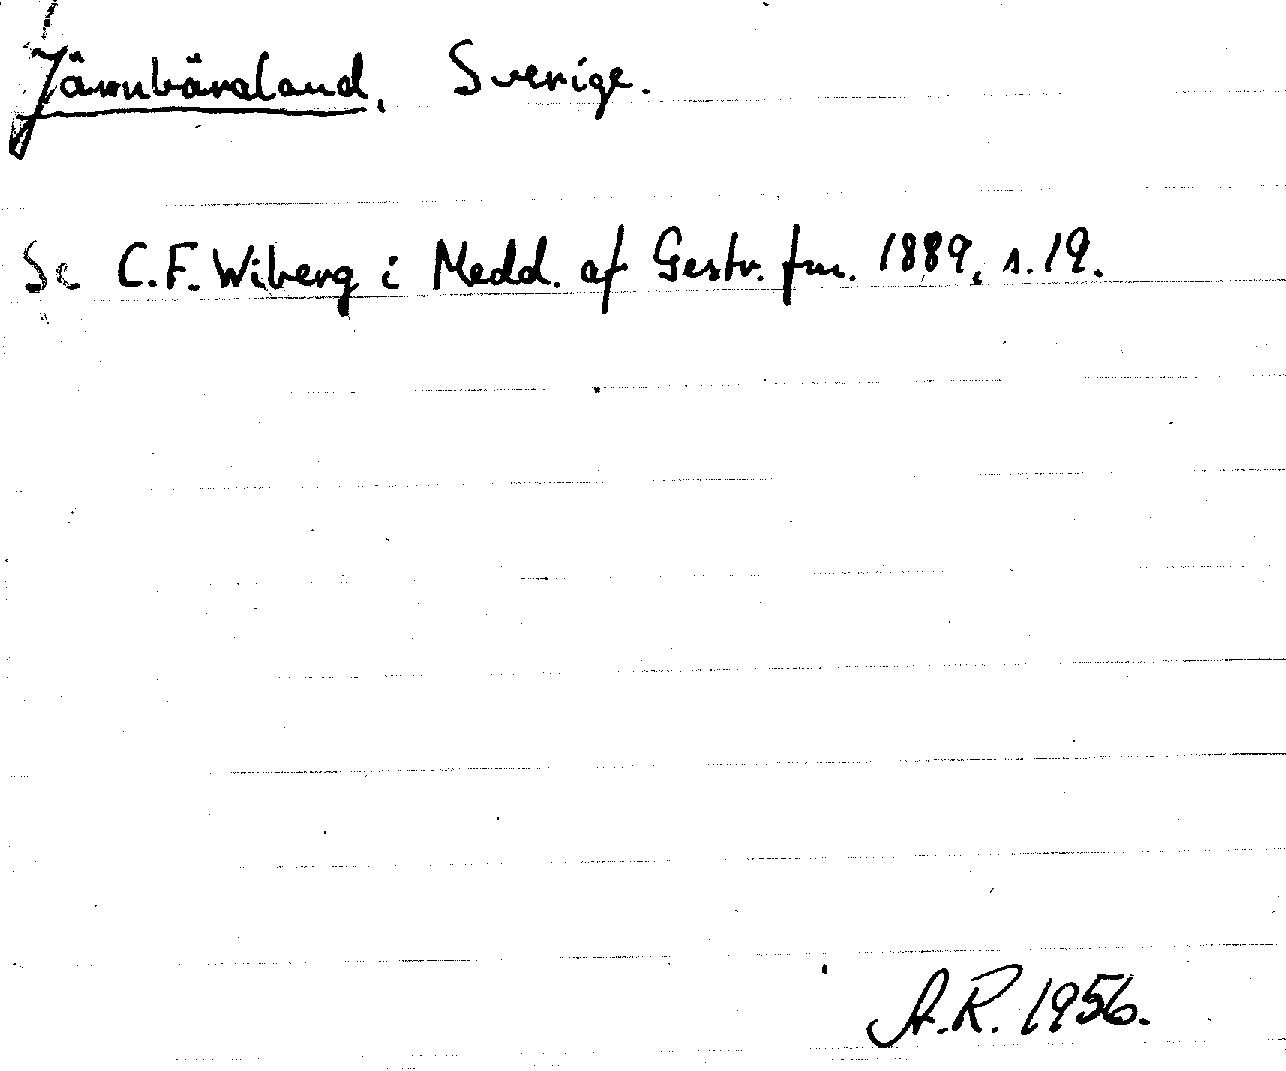 Järnbäraland, Sverige.
Se C.F. Wiberg i Medd. af Gestr. fm. 1889, s. 19.
A.R. 1956.